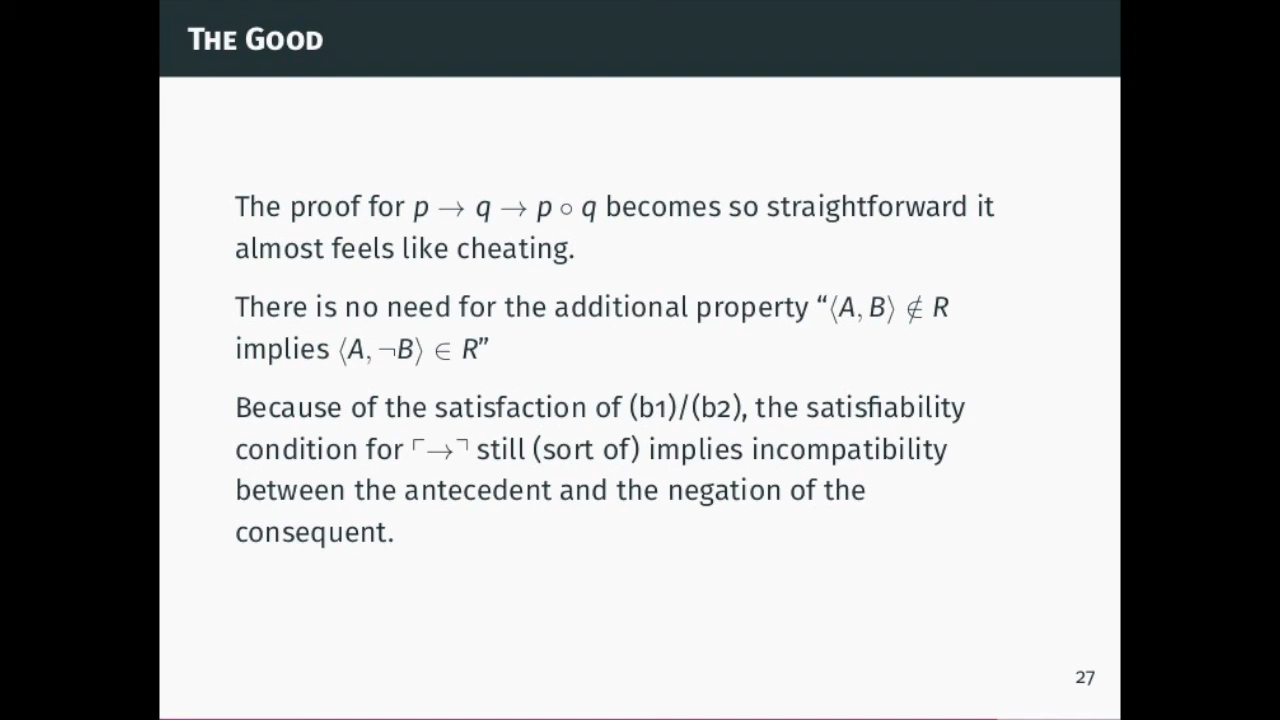 The Good
The proof for p → q → p ∘ q becomes so straightforward it
almost feels like cheating.
There is no need for the additional property “⟨A, B⟩ ∉ R
implies ⟨A, ¬B⟩ ∈ R”
Because of the satisfaction of (b1)/(b2), the satisfiability
condition for ⌜→⌝ still (sort of) implies incompatibility
between the antecedent and the negation of the
consequent.
27